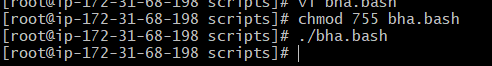 [root@ip-172-31-68-198 scripts]# vi bha.bash
[root@ip-172-31-68-198 scripts]# chmod 755 bha.bash
[root@ip-172-31-68-198 scripts]# ./bha.bash
[root@ip-172-31-68-198 scripts]#